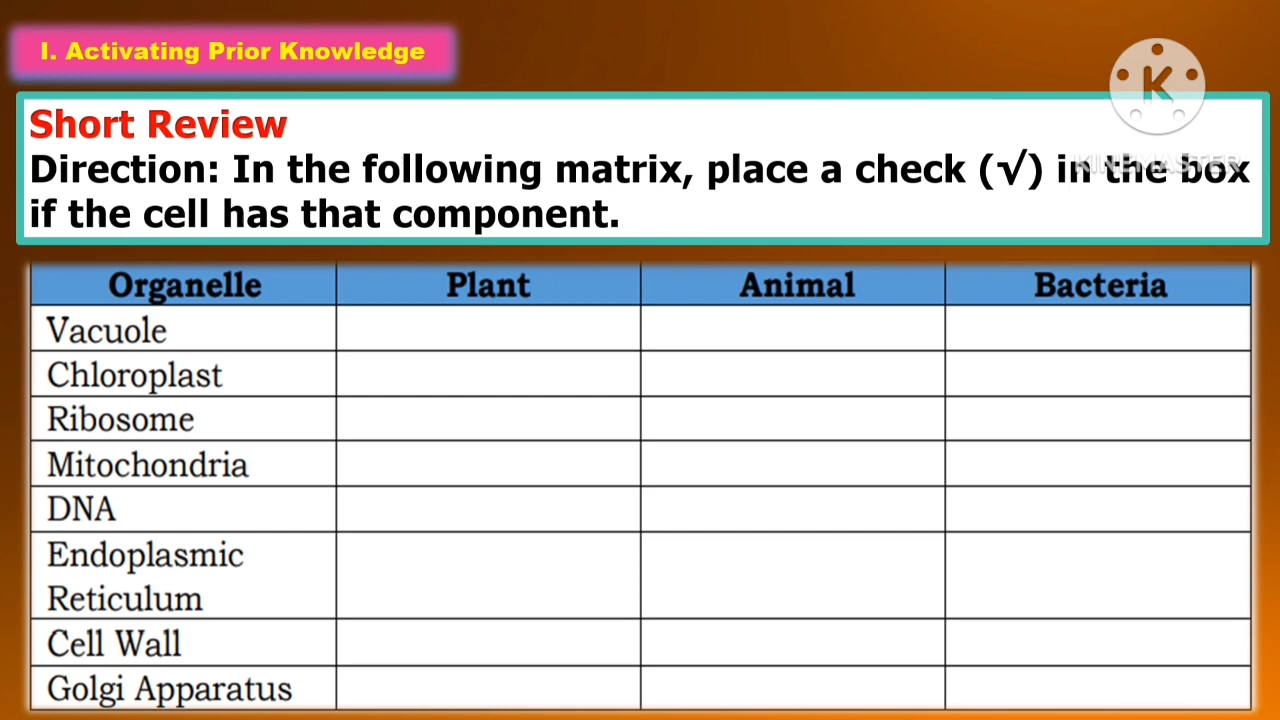 I. Activating Prior Knowledge
K
KINEMASTER
Short Review
Direction: In the following matrix, place a check (√) in the box
if the cell has that component.
Organelle Plant Animal Bacteria
Vacuole
Chloroplast
Ribosome
Mitochondria
DNA
Endoplasmic
Reticulum
Cell Wall
Golgi Apparatus